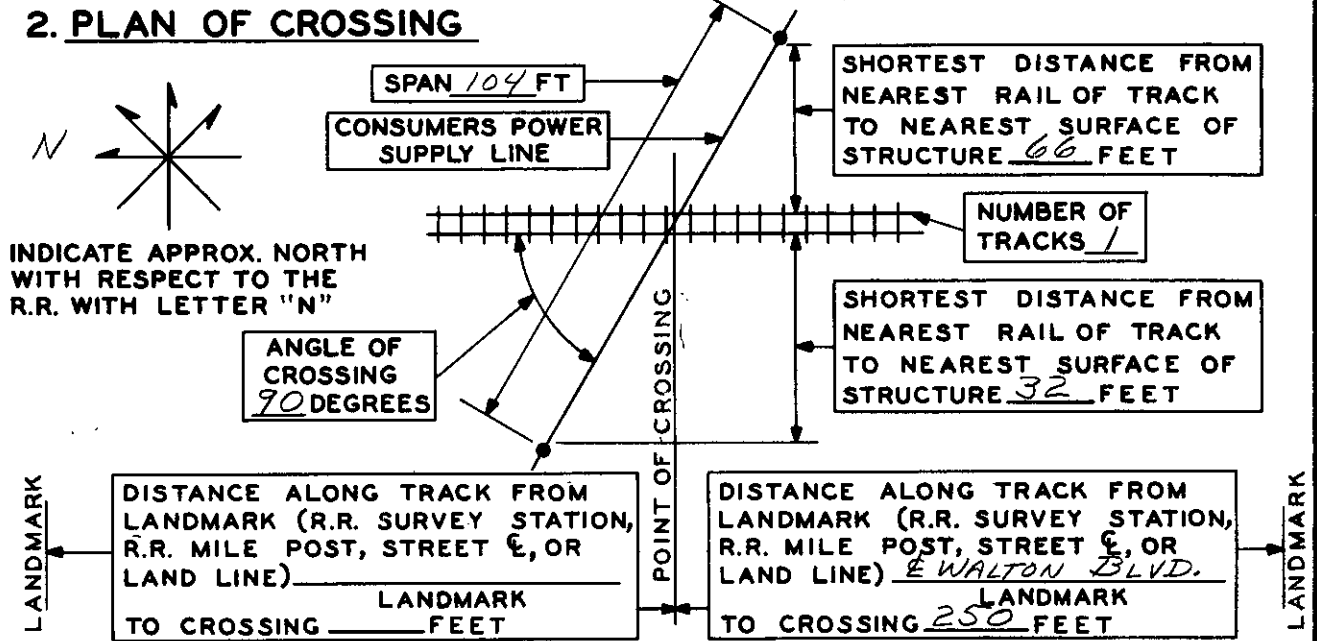 2. PLAN OF CROSSING
SPAN 104 FT
CONSUMERS POWER
SUPPLY LINE
SHORTEST DISTANCE FROM
NEAREST RAIL OF TRACK
TO NEAREST SURFACE OF
STRUCTURE 66 FEET
N
INDICATE APPROX. NORTH
WITH RESPECT TO THE
R.R. WITH LETTER "N"
NUMBER OF
TRACKS 1
ANGLE OF
CROSSING
90 DEGREES
SHORTEST DISTANCE FROM
NEAREST RAIL OF TRACK
TO NEAREST SURFACE OF
STRUCTURE 32 FEET
POINT OF CROSSING
LANDMARK
DISTANCE ALONG TRACK FROM
LANDMARK (R.R. SURVEY STATION,
R.R. MILE POST, STREET ℄, OR
LAND LINE)
LANDMARK
TO CROSSING FEET
DISTANCE ALONG TRACK FROM
LANDMARK (R.R. SURVEY STATION,
R.R. MILE POST, STREET ℄, OR
LAND LINE) ℄ WALTON BLVD.
LANDMARK
TO CROSSING 250 FEET
LANDMARK